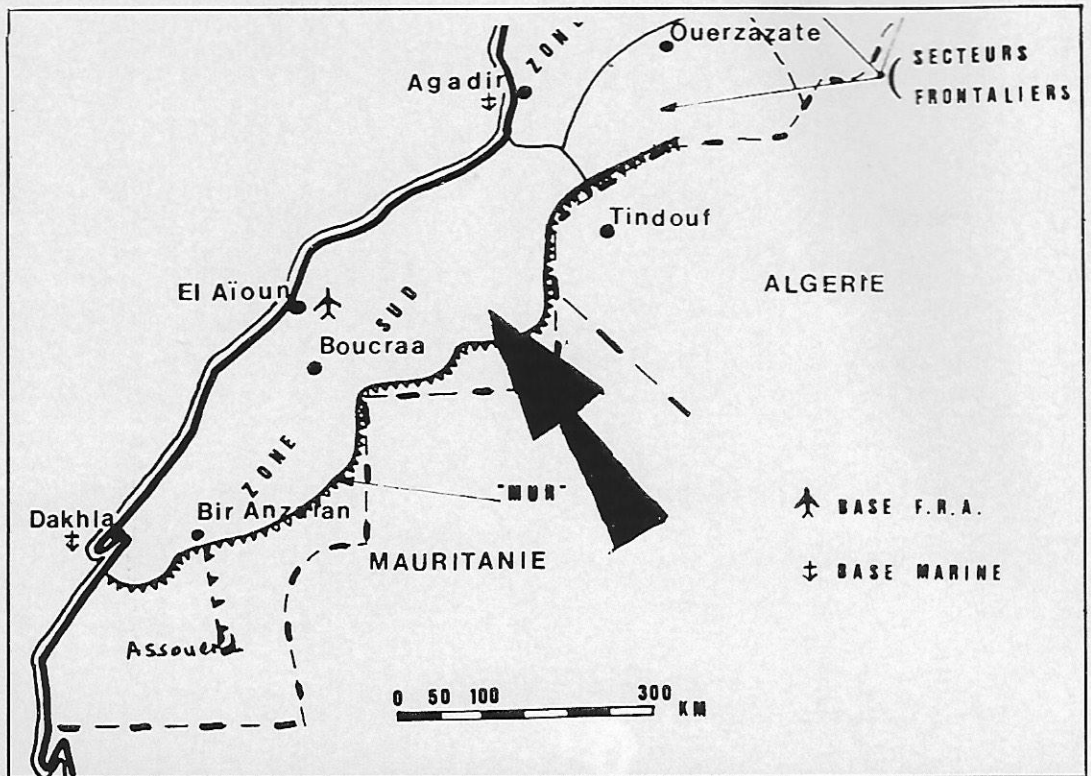 Ouerzazate
ZONE
SECTEURS
FRONTALIERS
Agadir
Tindouf
ALGERIE
El Aïoun
SUD
Boucraa
ZONE
"MUR"
Bir Anzaran
Dakhla
BASE F.R.A.
MAURITANIE
BASE MARINE
Assouerd
0 50 100 300 KM